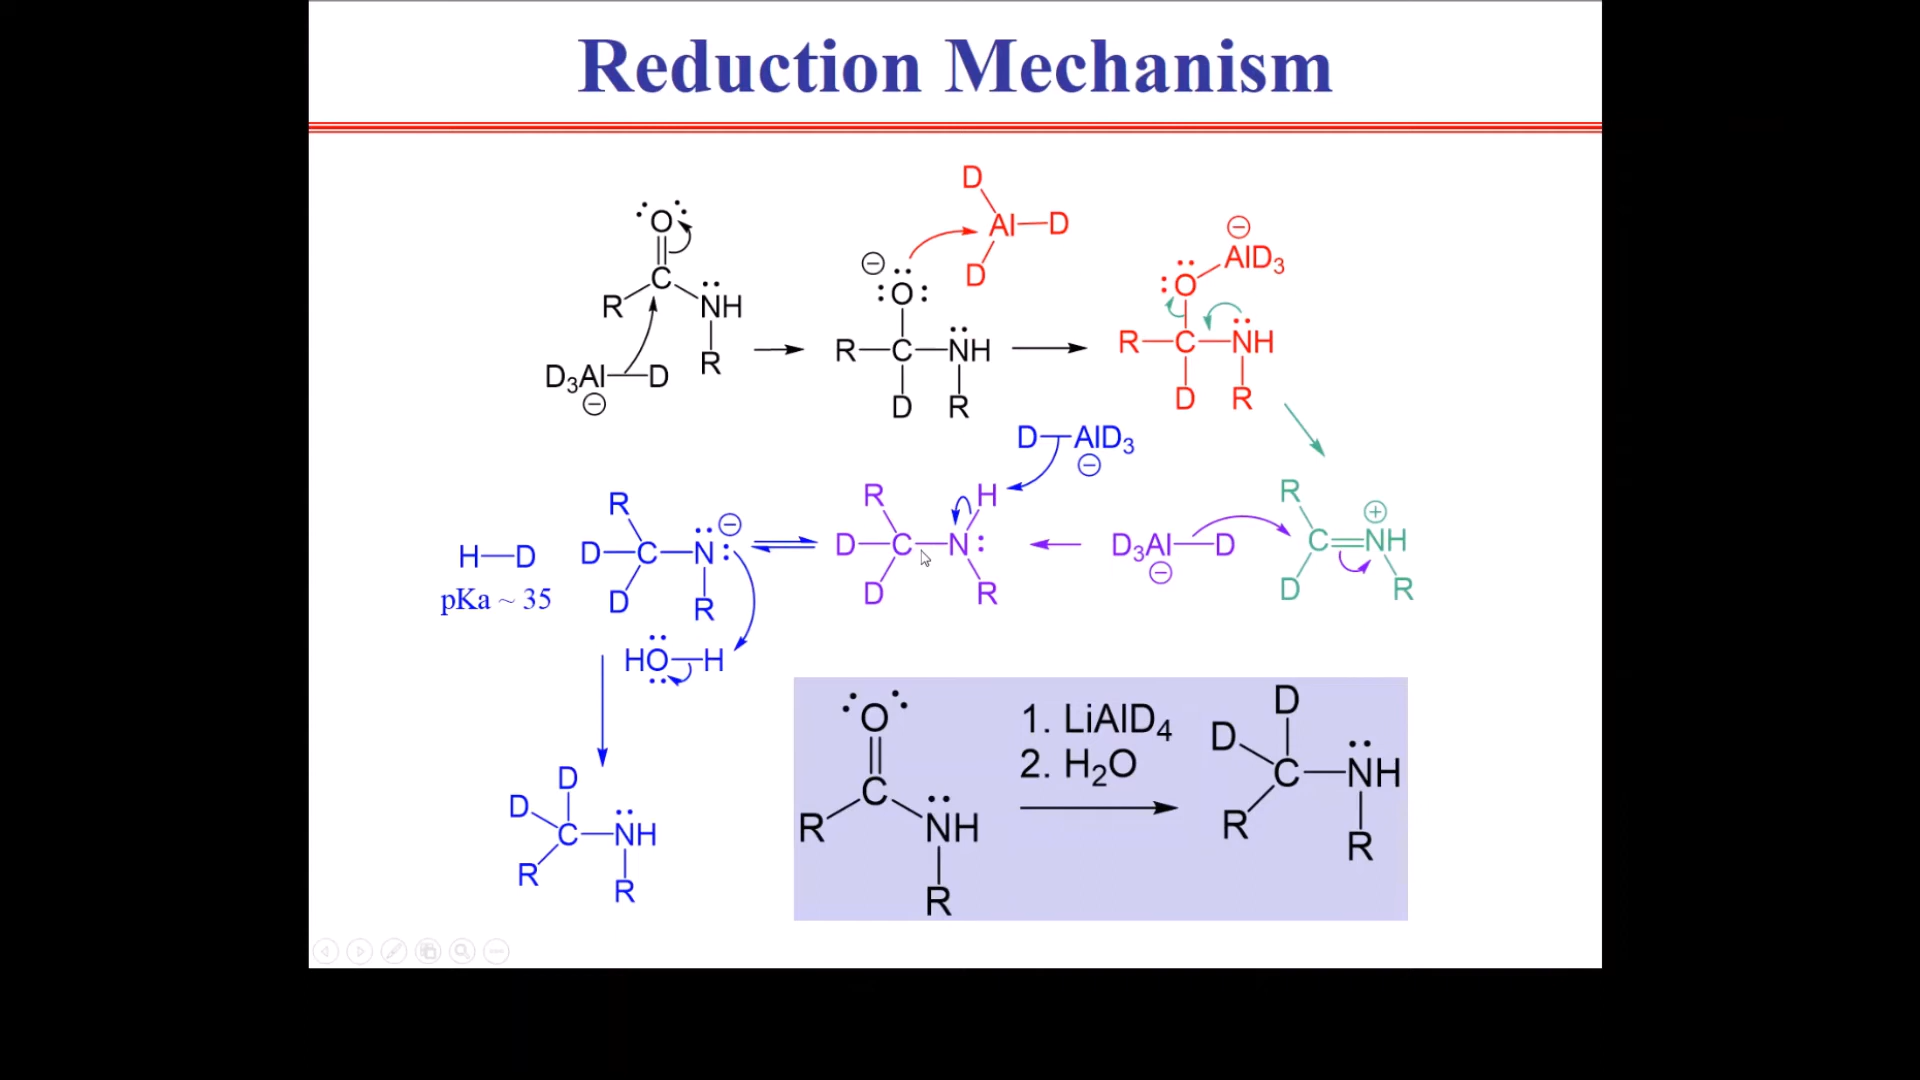 Reduction Mechanism
O
C
R
NH
R
D₃Al—D
⊖
⊖
O
R—C—NH
D R
D
Al—D
D
⊖
AlD₃
O
R—C—NH
D R
D—AlD₃
⊖
R
⊕
C=NH
D
R
D₃Al—D
⊖
R H
D—C—N:
D R
R
⊖
D—C—N:
D R
H—D
pKa ~ 35
HO—H
D
D
C—NH
R
R
O
C
R
NH
R
1. LiAlD₄
2. H₂O
D
D
C—NH
R
R